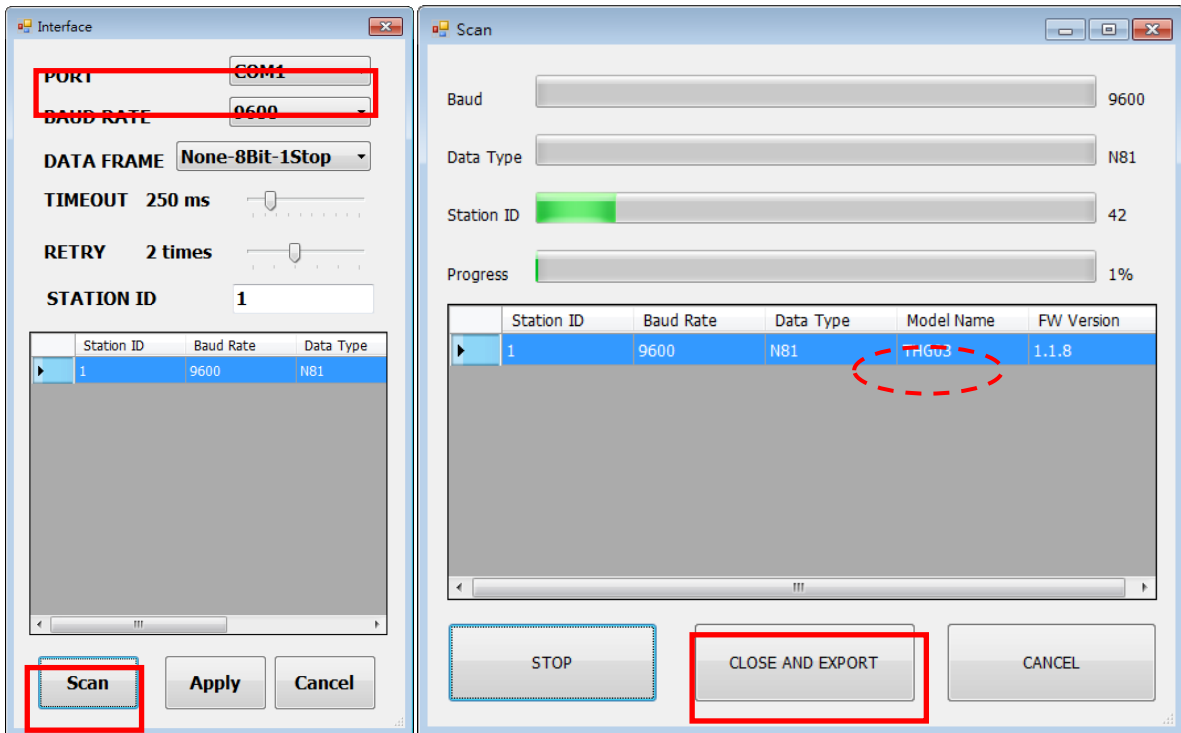 Interface
PORT COM1
BAUD RATE 9600
DATA FRAME None-8Bit-1Stop
TIMEOUT 250 ms
RETRY 2 times
STATION ID 1
Station ID Baud Rate Data Type
1 9600 N81
Scan Apply Cancel
Scan
Baud 9600
Data Type N81
Station ID 42
Progress 1%
Station ID Baud Rate Data Type Model Name FW Version
1 9600 N81 THG03 1.1.8
STOP CLOSE AND EXPORT CANCEL